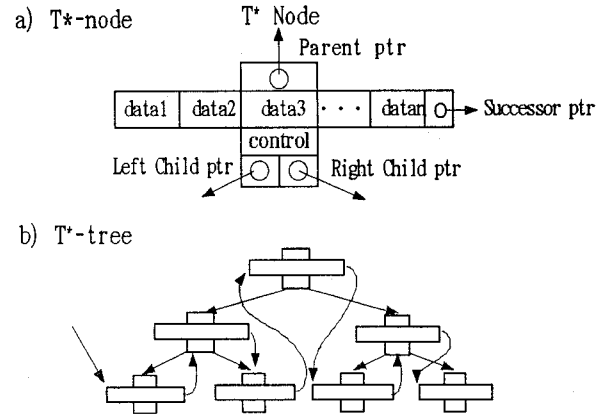 a) T*-node
T* Node
Parent ptr
data1 data2 data3 · · · datan
Successor ptr
control
Left Child ptr
Right Child ptr
b) T*-tree